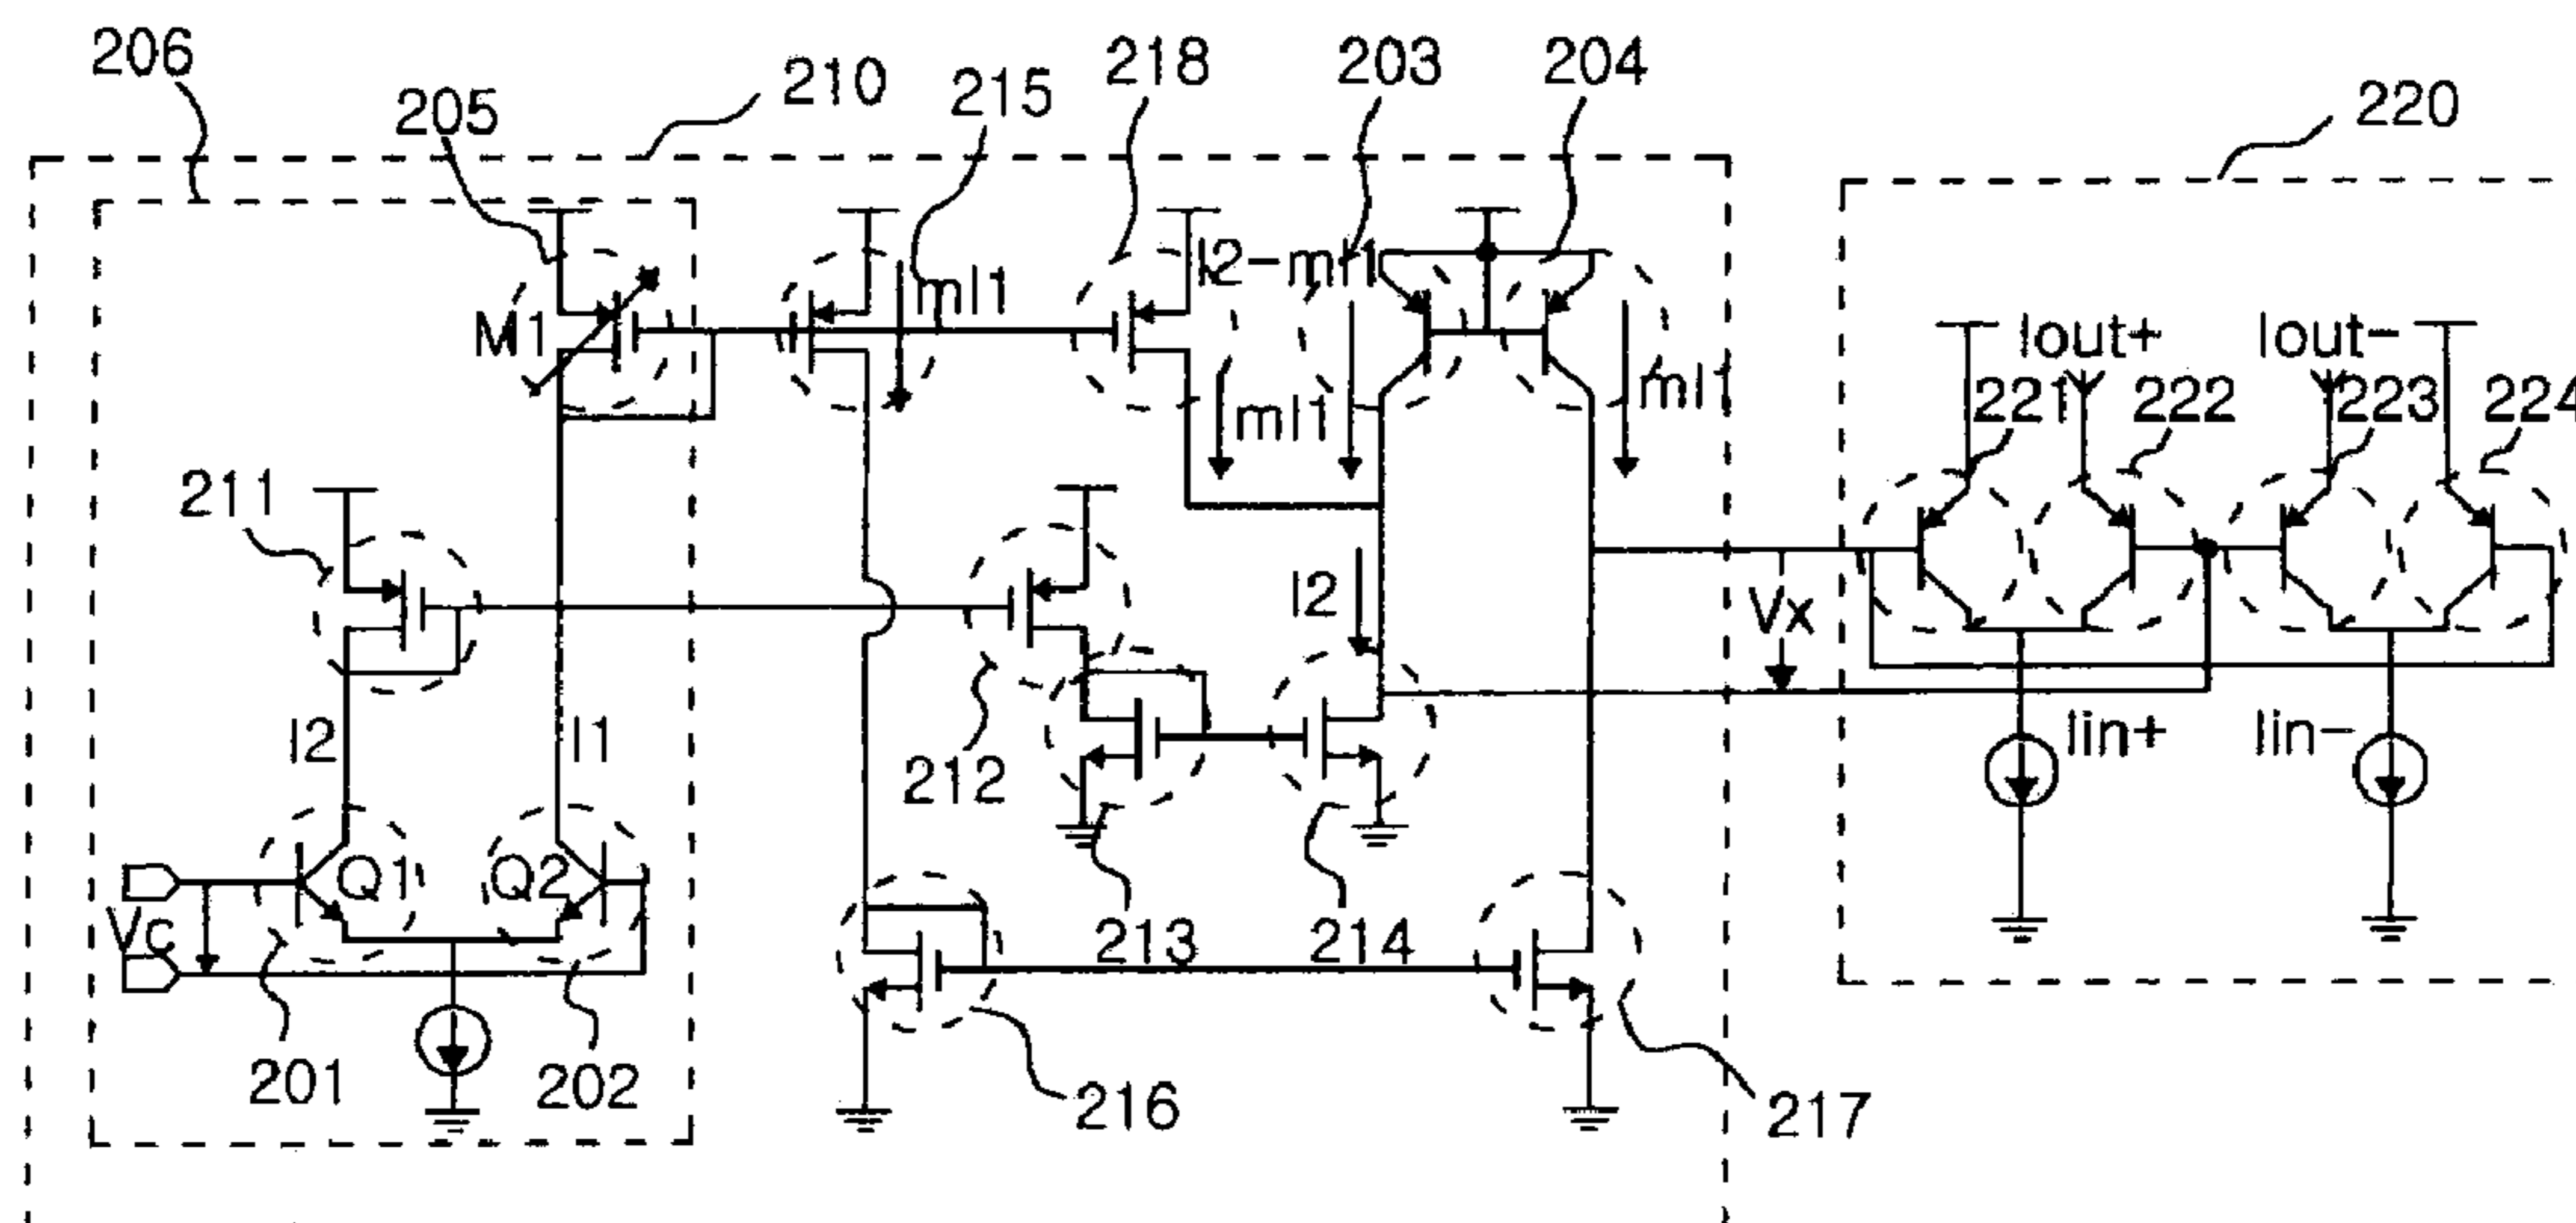 206
205
210
215
218
203
204
220
I2-mI1
mI1
M1
mI1
mI1
Iout+
Iout-
221
222
223
224
211
I2
Vx
I2
I1
212
Iin+
Iin-
Q1
Q2
Vc
213
214
201
202
216
217